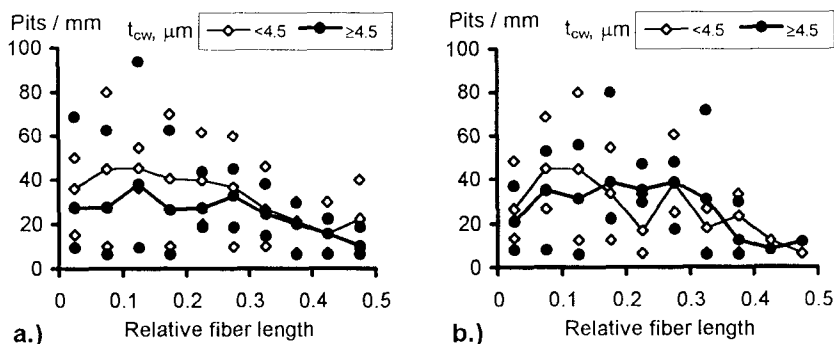 Pits / mm
t_cw, μm
<4.5
≥4.5
100
80
60
40
20
0
0 0.1 0.2 0.3 0.4 0.5
Relative fiber length
a.)
Pits / mm
t_cw, μm
<4.5
≥4.5
100
80
60
40
20
0
0 0.1 0.2 0.3 0.4 0.5
Relative fiber length
b.)